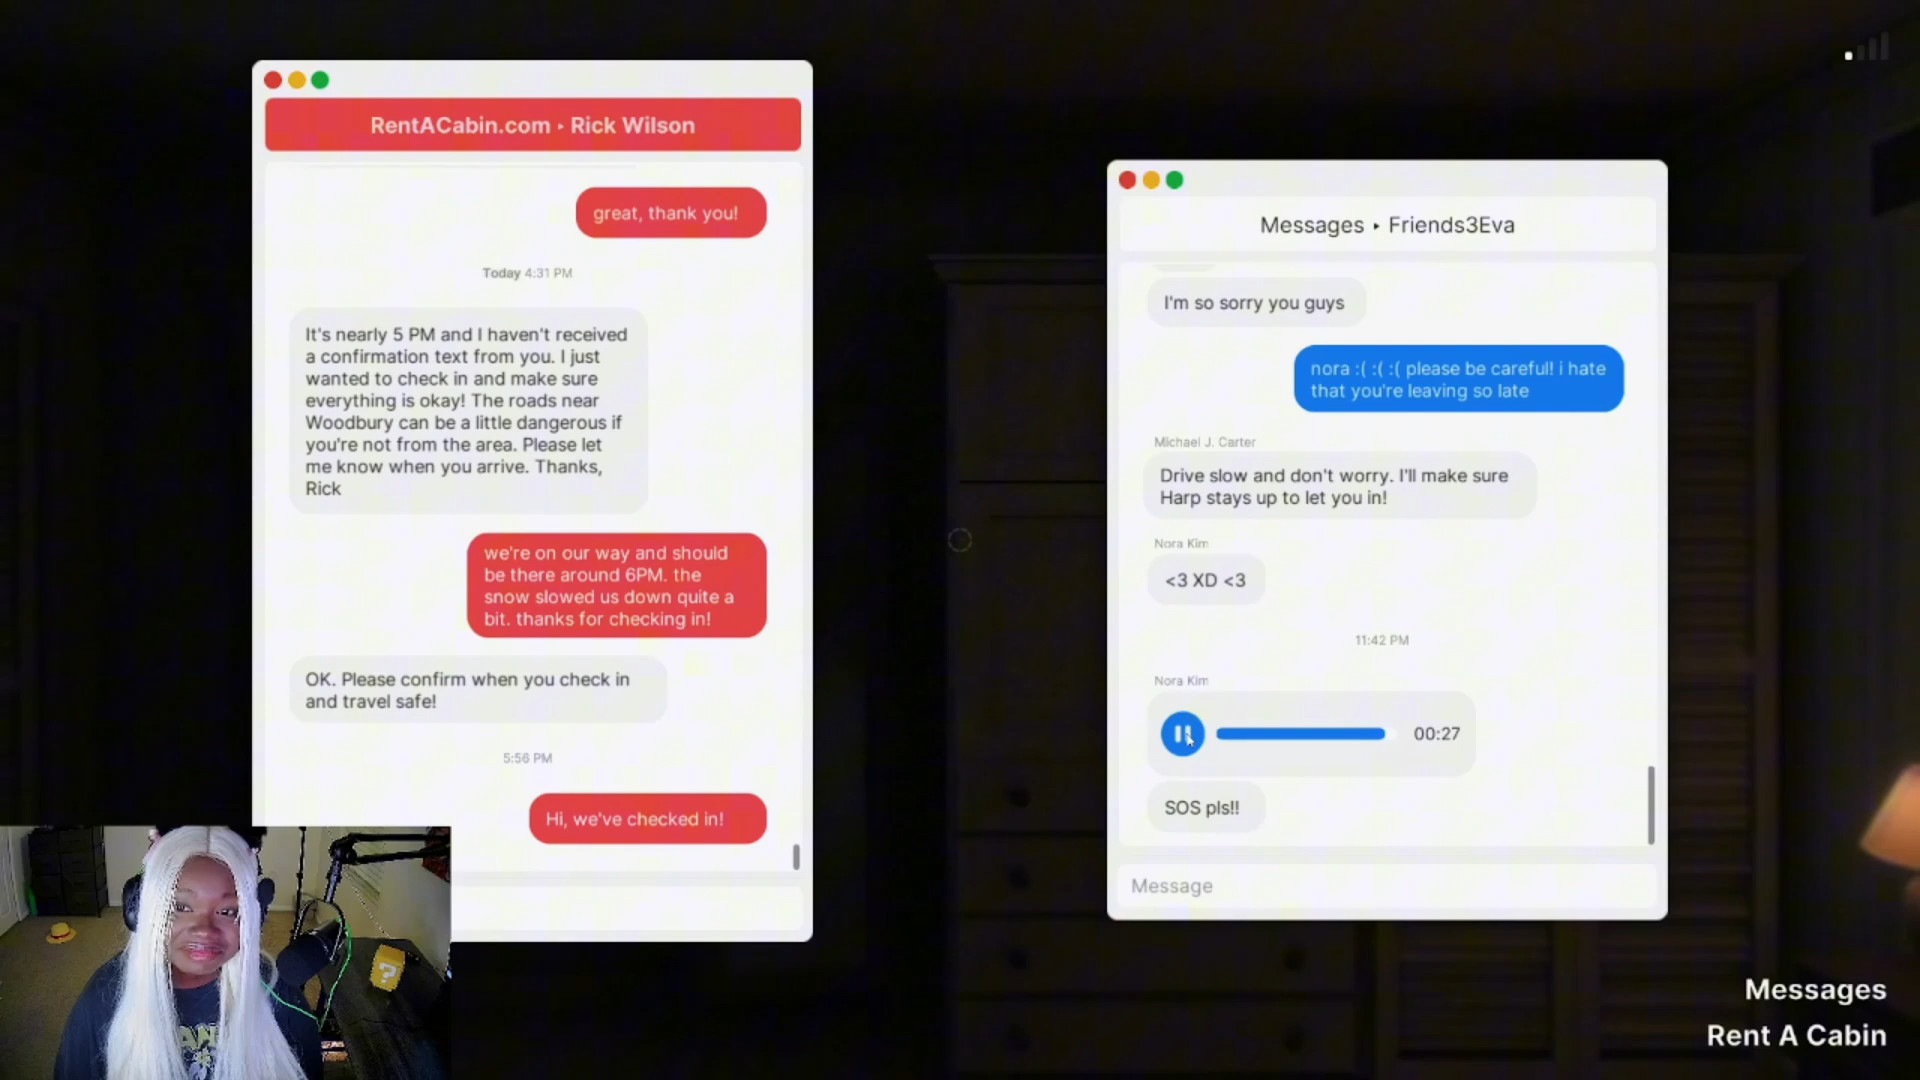 RentACabin.com ▸ Rick Wilson
great, thank you!
Today 4:31 PM
It's nearly 5 PM and I haven't received
a confirmation text from you. I just
wanted to check in and make sure
everything is okay! The roads near
Woodbury can be a little dangerous if
you're not from the area. Please let
me know when you arrive. Thanks,
Rick
we're on our way and should
be there around 6PM. the
snow slowed us down quite a
bit. thanks for checking in!
OK. Please confirm when you check in
and travel safe!
5:56 PM
Hi, we've checked in!
Messages ▸ Friends3Eva
I'm so sorry you guys
nora :( :( :( please be careful! i hate
that you're leaving so late
Michael J. Carter
Drive slow and don't worry. I'll make sure
Harp stays up to let you in!
Nora Kim
<3 XD <3
11:42 PM
Nora Kim
00:27
SOS pls!!
Message
Messages
Rent A Cabin
?